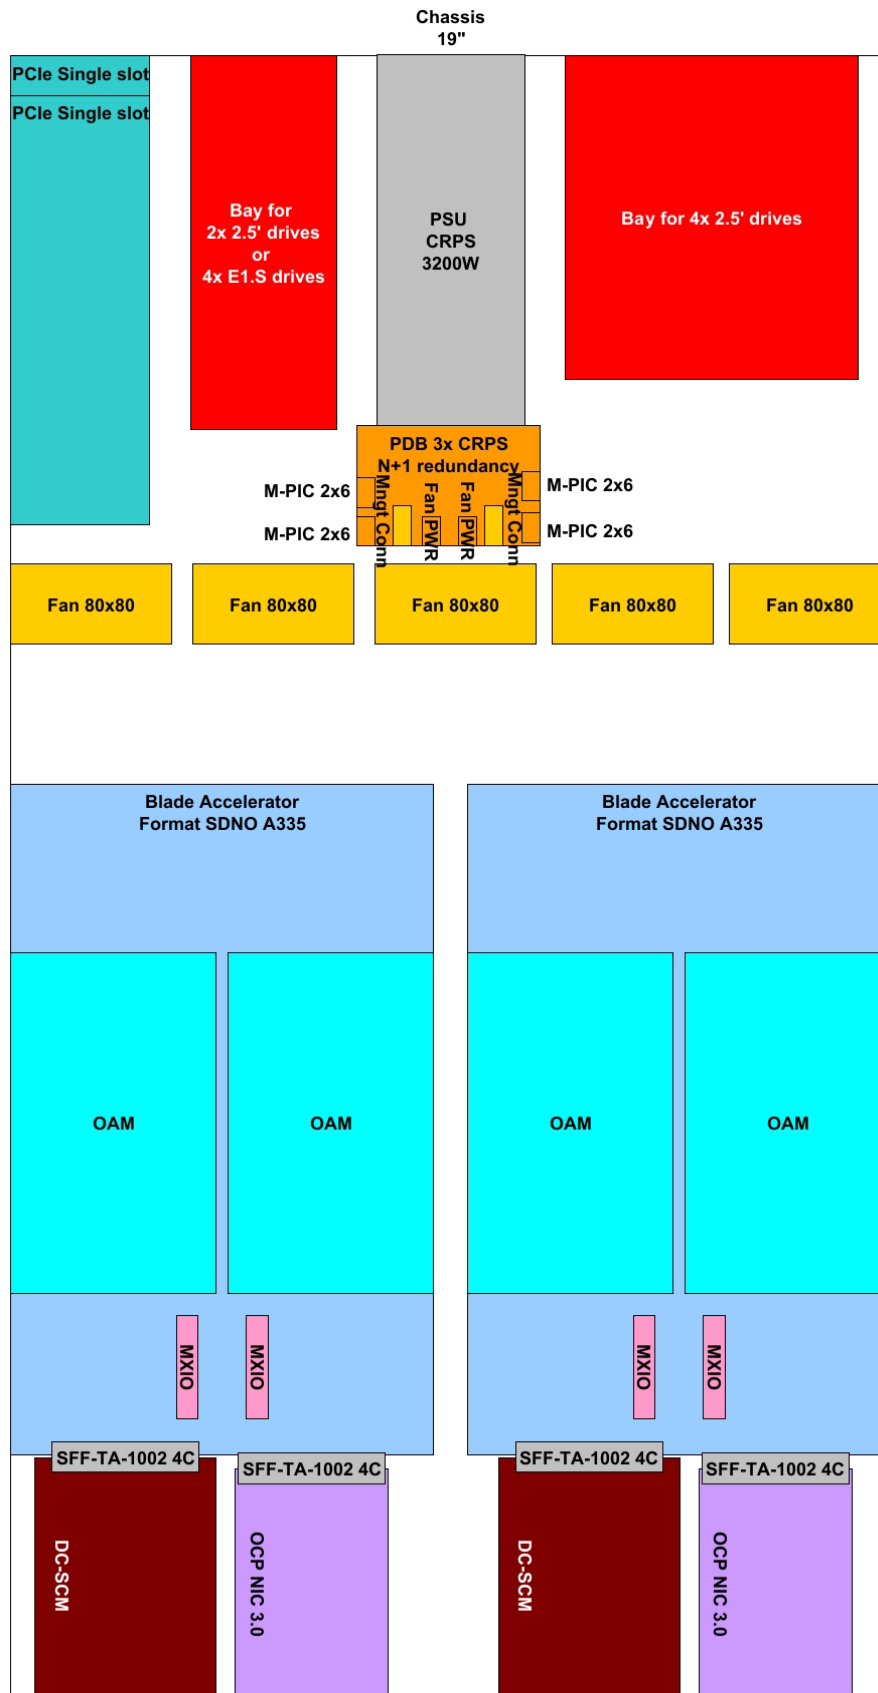 Chassis
19"
PCIe Single slot
PCIe Single slot
Bay for
2x 2.5' drives
or
4x E1.S drives
PSU
CRPS
3200W
Bay for 4x 2.5' drives
PDB 3x CRPS
N+1 redundancy
M-PIC 2x6
M-PIC 2x6
Mngt Conn
Fan PWR
Fan PWR
Mngt Conn
M-PIC 2x6
M-PIC 2x6
Fan 80x80
Fan 80x80
Fan 80x80
Fan 80x80
Fan 80x80
Blade Accelerator
Format SDNO A335
Blade Accelerator
Format SDNO A335
OAM
OAM
OAM
OAM
MXIO
MXIO
MXIO
MXIO
SFF-TA-1002 4C
SFF-TA-1002 4C
SFF-TA-1002 4C
SFF-TA-1002 4C
DC-SCM
OCP NIC 3.0
DC-SCM
OCP NIC 3.0